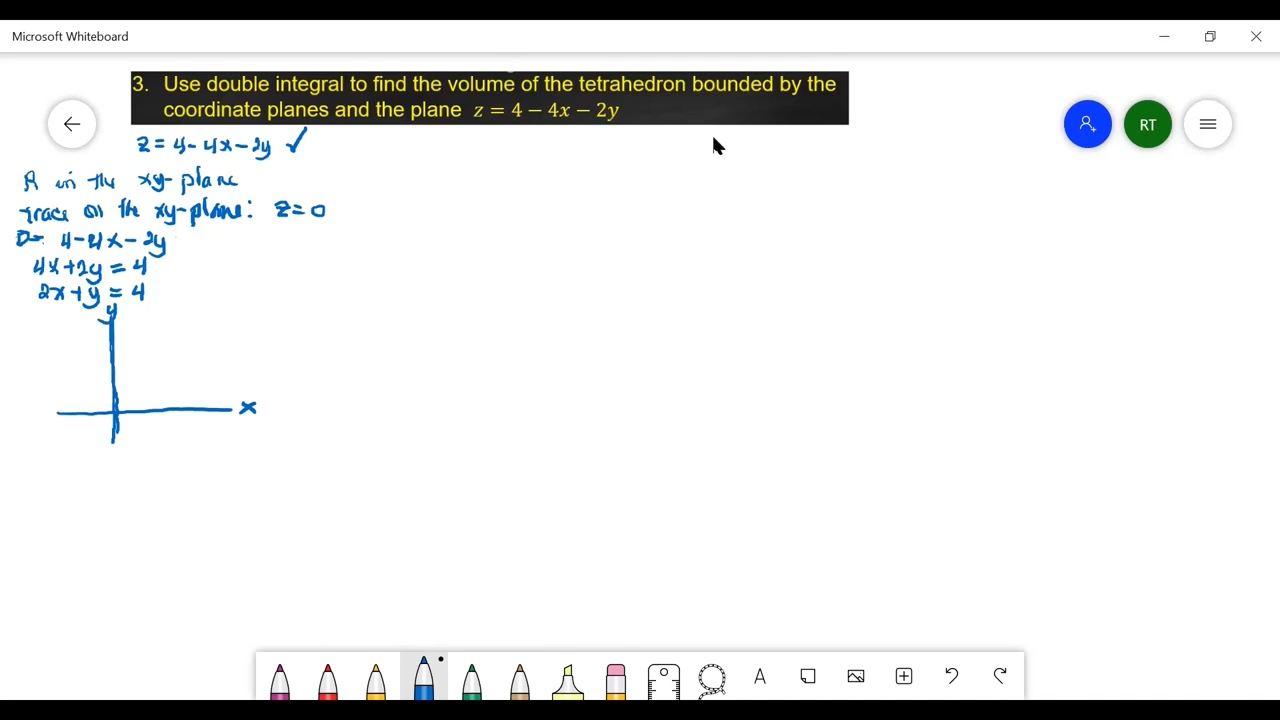 Microsoft Whiteboard
3. Use double integral to find the volume of the tetrahedron bounded by the
coordinate planes and the plane z = 4 − 4x − 2y
z = 4 - 4x - 2y ✓
R in the xy-plane
trace on the xy-plane: z = 0
0 = 4 - 4x - 2y
4x + 2y = 4
2x + y = 4
y
x
RT
A